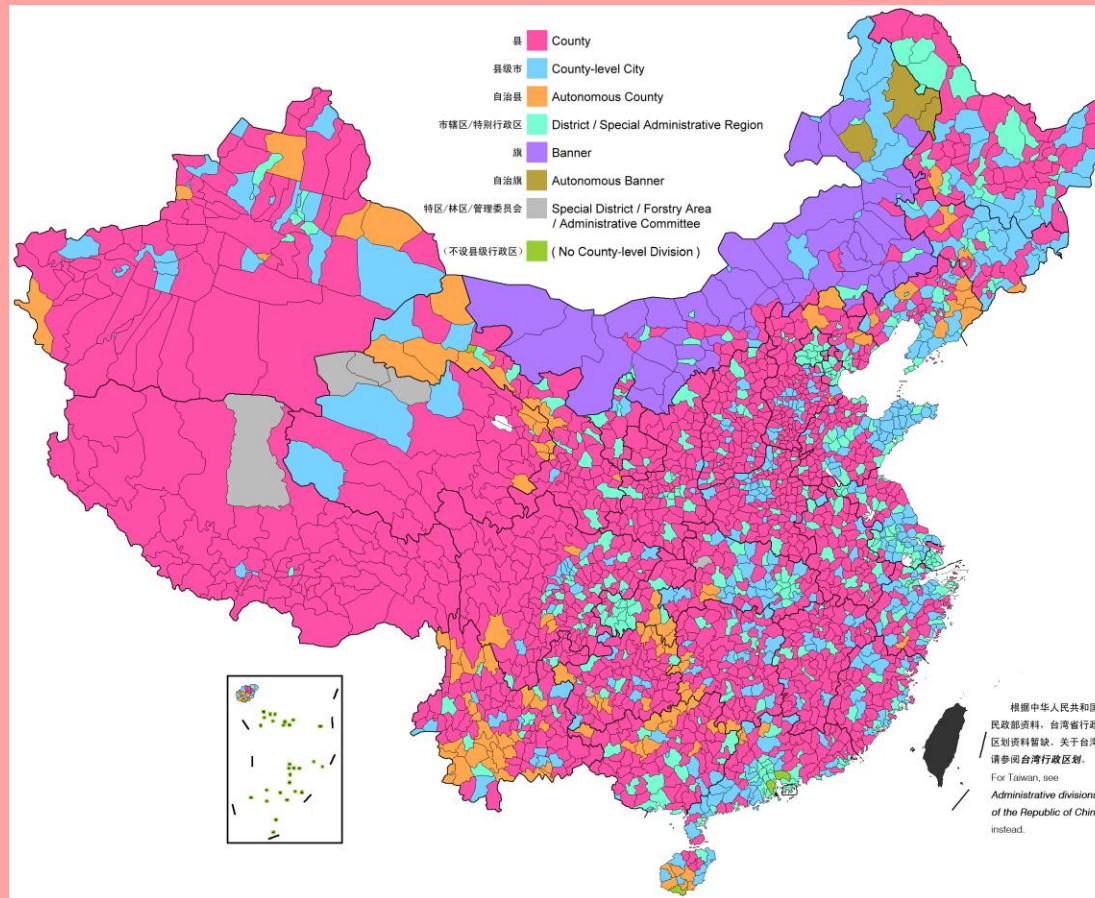 县 County
县级市 County-level City
自治县 Autonomous County
市辖区/特别行政区 District / Special Administrative Region
旗 Banner
自治旗 Autonomous Banner
特区/林区/管理委员会 Special District / Forstry Area
/ Administrative Committee
(不设县级行政区) ( No County-level Division )
根据中华人民共和国
民政部资料，台湾省行政
区划资料暂缺。关于台湾
请参阅台湾行政区划。
For Taiwan, see
Administrative divisions
of the Republic of Chin
instead.